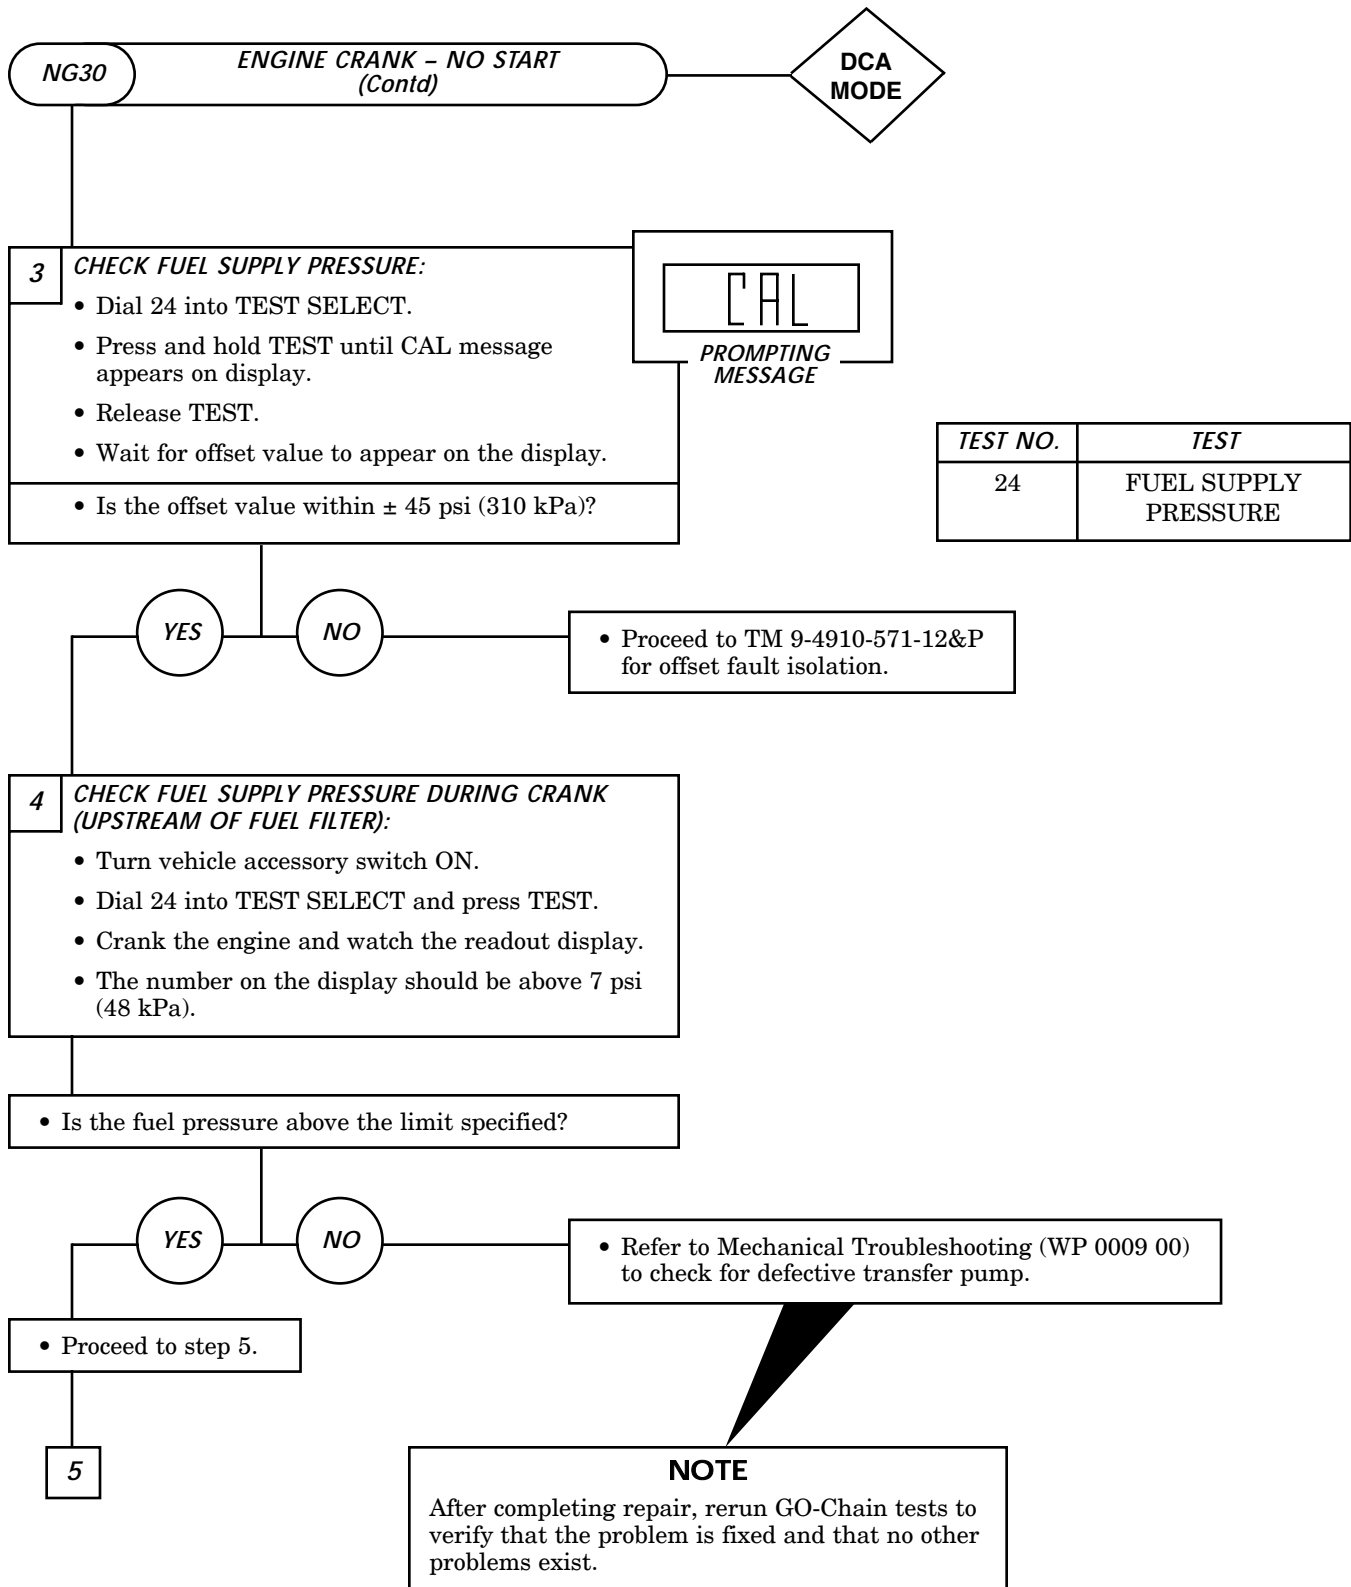 NG30
ENGINE CRANK – NO START
(Contd)
DCA
MODE
3
CHECK FUEL SUPPLY PRESSURE:
• Dial 24 into TEST SELECT.
• Press and hold TEST until CAL message
appears on display.
• Release TEST.
• Wait for offset value to appear on the display.
• Is the offset value within ± 45 psi (310 kPa)?
CAL
PROMPTING
MESSAGE
TEST NO.
TEST
24
FUEL SUPPLY
PRESSURE
YES
NO
• Proceed to TM 9-4910-571-12&P
for offset fault isolation.
4
CHECK FUEL SUPPLY PRESSURE DURING CRANK
(UPSTREAM OF FUEL FILTER):
• Turn vehicle accessory switch ON.
• Dial 24 into TEST SELECT and press TEST.
• Crank the engine and watch the readout display.
• The number on the display should be above 7 psi
(48 kPa).
• Is the fuel pressure above the limit specified?
YES
NO
• Refer to Mechanical Troubleshooting (WP 0009 00)
to check for defective transfer pump.
• Proceed to step 5.
5
NOTE
After completing repair, rerun GO-Chain tests to
verify that the problem is fixed and that no other
problems exist.